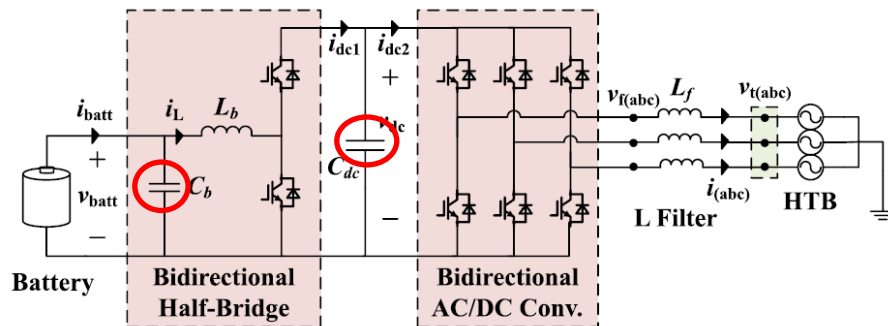 i_dc1
i_dc2
i_batt
i_L
L_b
+
v_f(abc)
L_f
v_t(abc)
+
dc
C_b
C_dc
v_batt
i_(abc)
HTB
−
−
L Filter
Battery
Bidirectional
Half-Bridge
Bidirectional
AC/DC Conv.